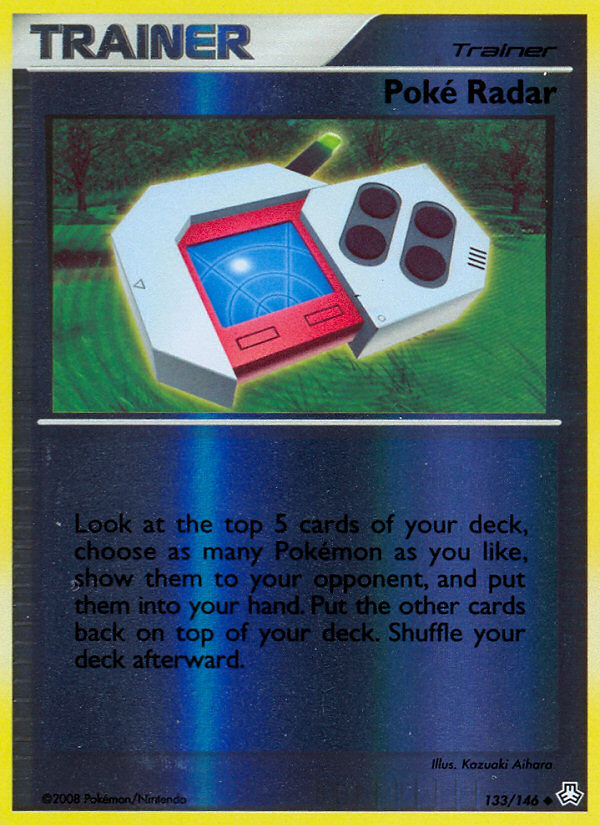 TRAINER
Trainer
Poké Radar
Look at the top 5 cards of your deck,
choose as many Pokémon as you like,
show them to your opponent, and put
them into your hand. Put the other cards
back on top of your deck. Shuffle your
deck afterward.
Illus. Kazuaki Aihara
©2008 Pokémon/Nintendo
133/146